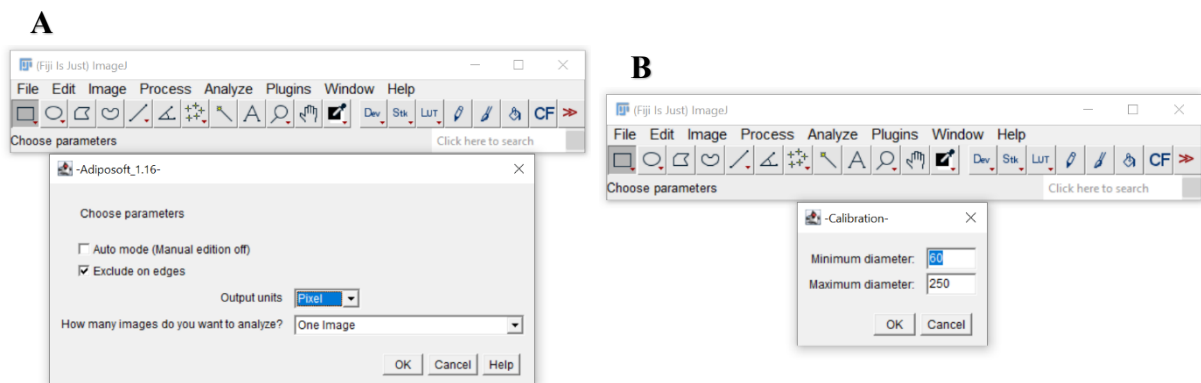 A
(Fiji Is Just) ImageJ
File Edit Image Process Analyze Plugins Window Help
A Dev Stk LUT CF >>
Choose parameters Click here to search
-Adiposoft_1.16-
Choose parameters
Auto mode (Manual edition off)
Exclude on edges
Output units Pixel
How many images do you want to analyze? One Image
OK Cancel Help
B
(Fiji Is Just) ImageJ
File Edit Image Process Analyze Plugins Window Help
A Dev Stk LUT CF >>
Choose parameters Click here to search
-Calibration-
Minimum diameter: 60
Maximum diameter: 250
OK Cancel